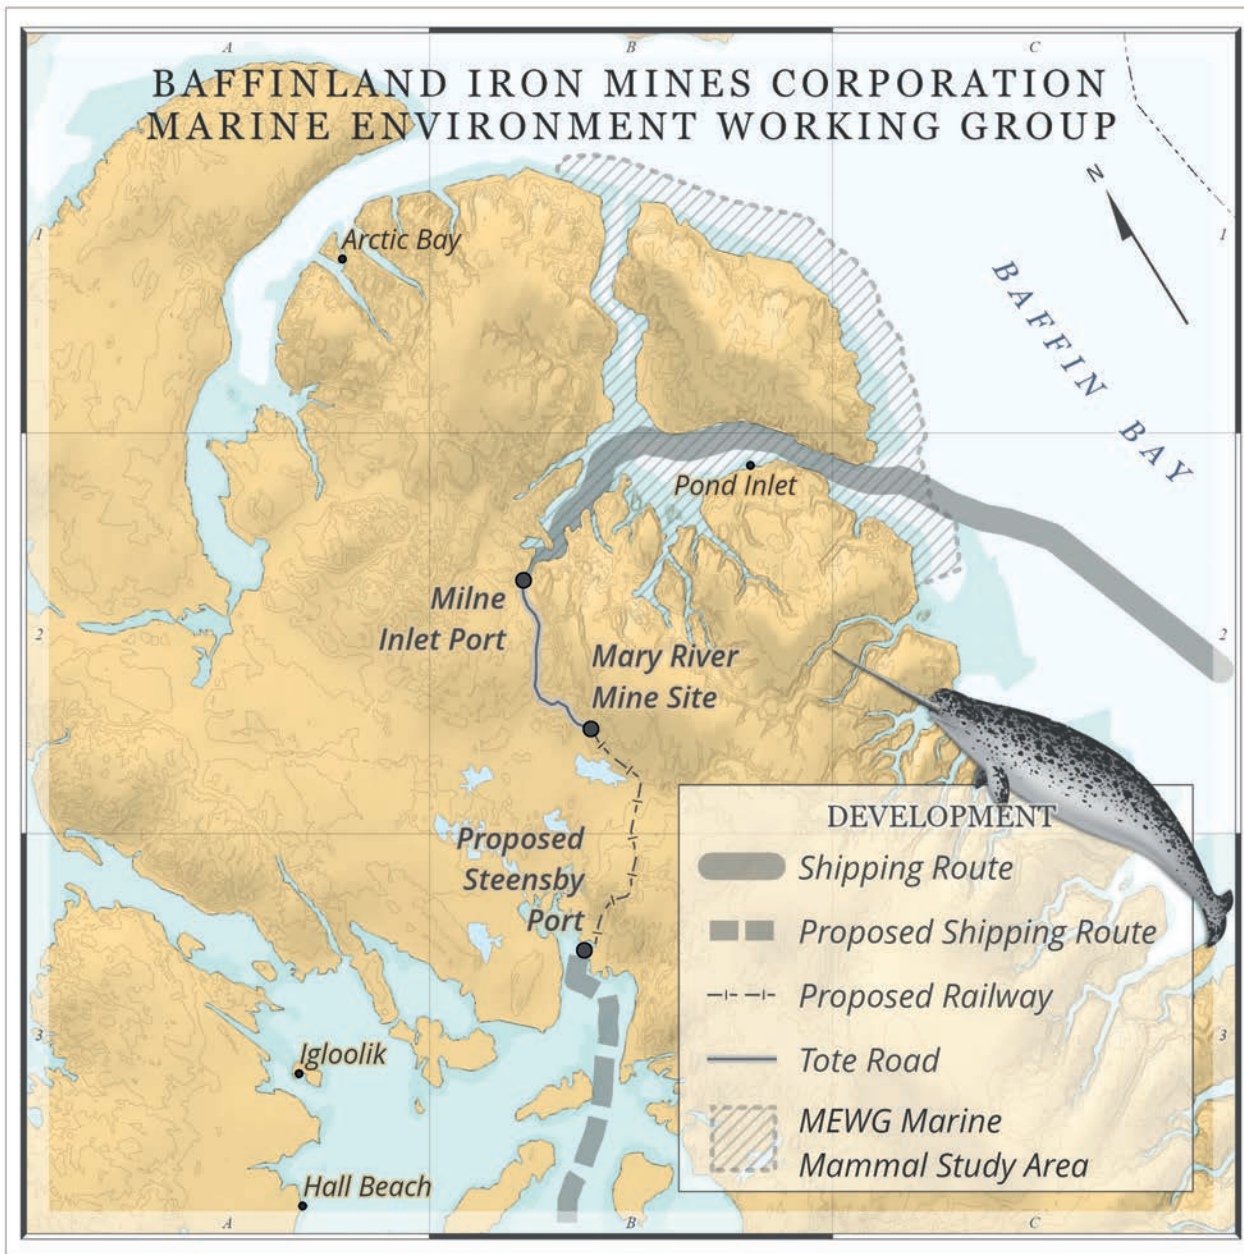 A B C
BAFFINLAND IRON MINES CORPORATION
MARINE ENVIRONMENT WORKING GROUP
N
1 1
Arctic Bay
BAFFIN BAY
Pond Inlet
Milne
Inlet Port
2 2
Mary River
Mine Site
Proposed
Steensby
Port
DEVELOPMENT
Shipping Route
Proposed Shipping Route
Proposed Railway
3 3
Igloolik
Tote Road
MEWG Marine
Mammal Study Area
Hall Beach
A B C